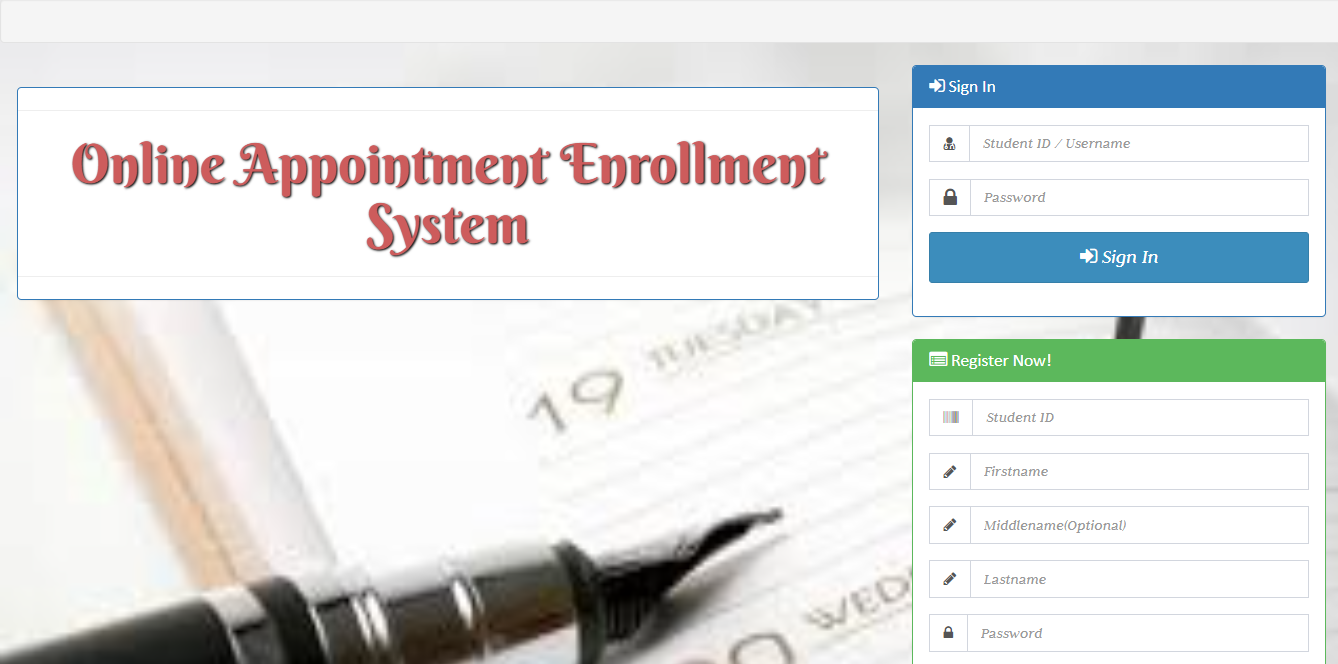 Online Appointment Enrollment
System
Sign In
Student ID / Username
Password
Sign In
Register Now!
Student ID
Firstname
Middlename(Optional)
Lastname
Password
19 TUESDAY